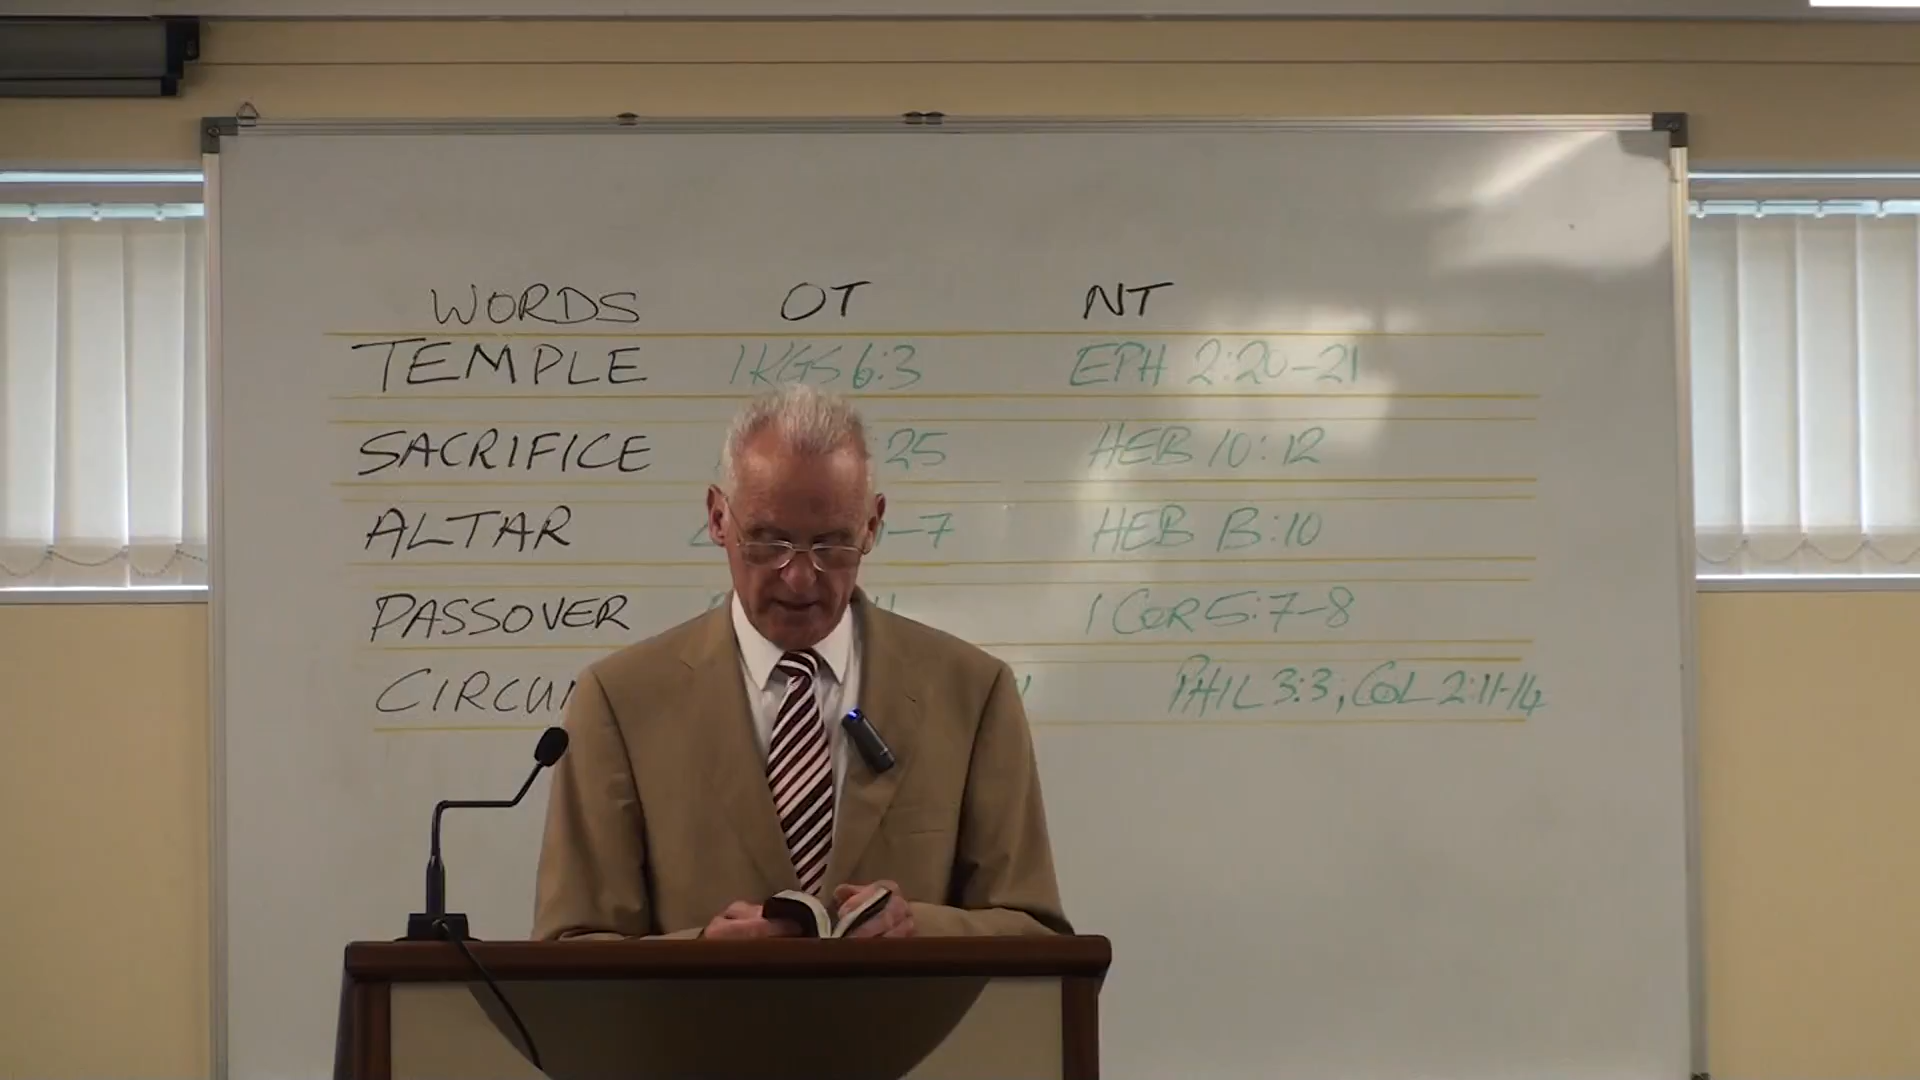 WORDS OT NT
TEMPLE 1KGS 6:3 EPH 2:20-21
SACRIFICE :25 HEB 10:12
ALTAR -7 HEB 13:10
PASSOVER 1 COR 5:7-8
CIRCUM PHIL 3:3, COL 2:11-14